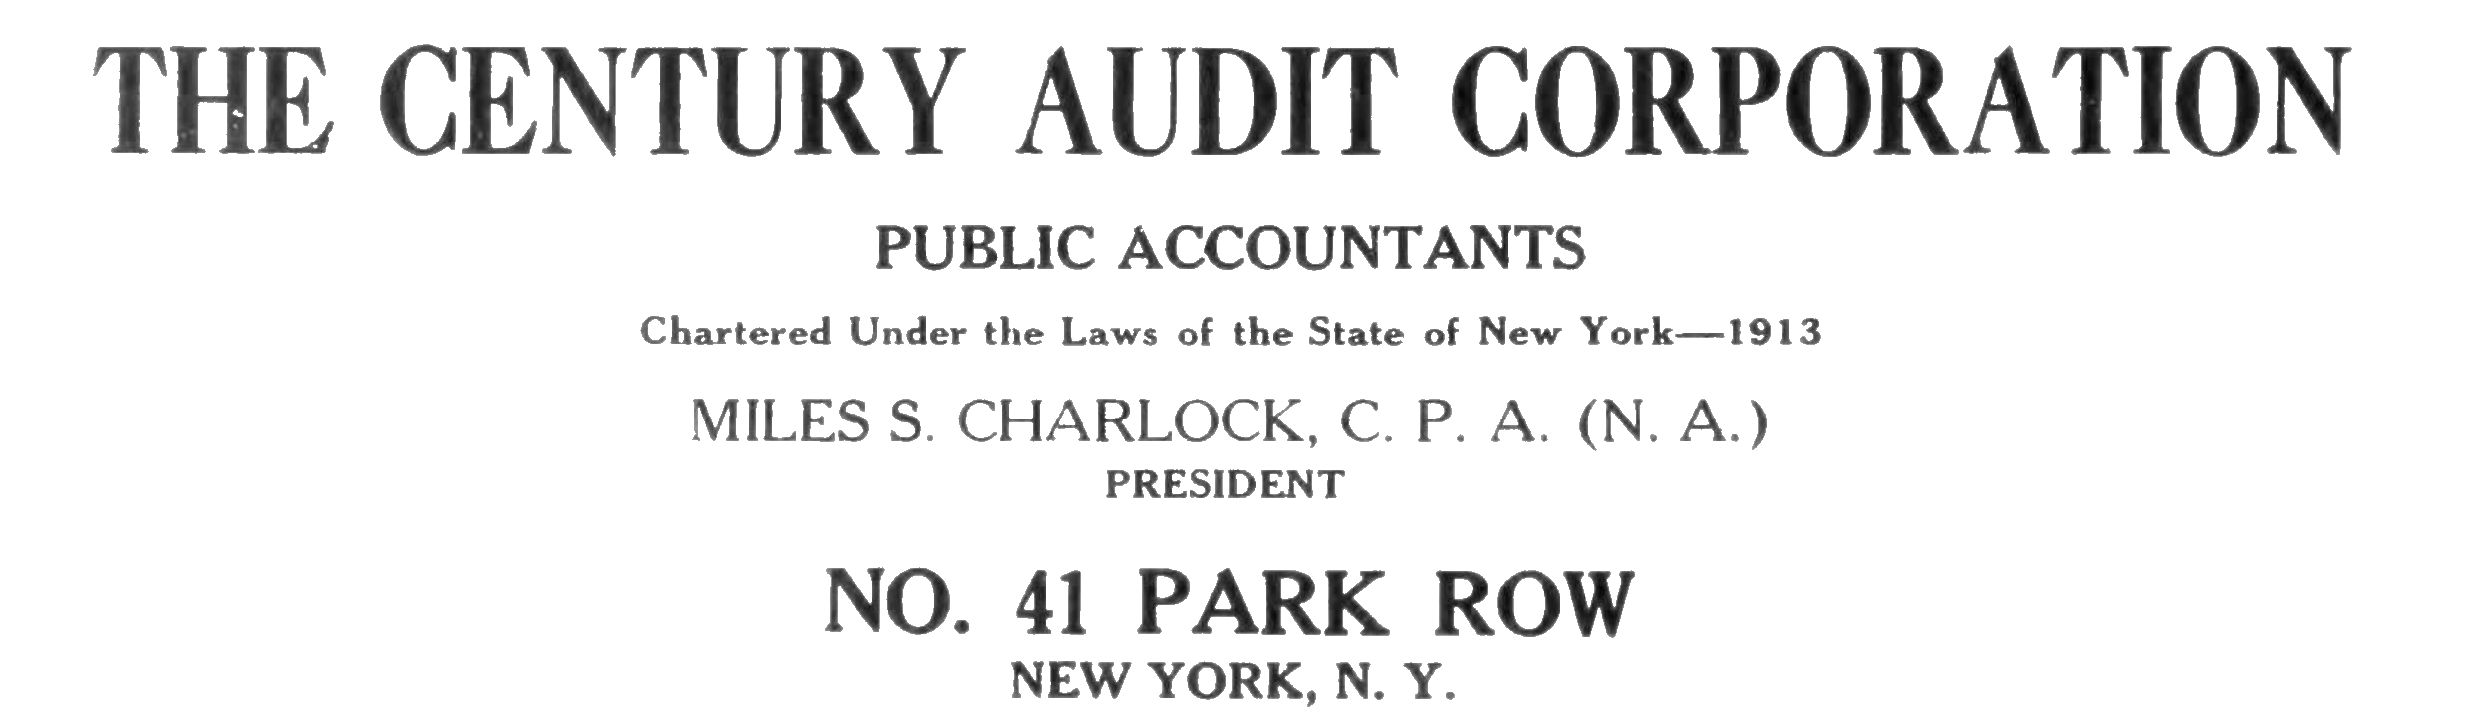 THE CENTURY AUDIT CORPORATION
PUBLIC ACCOUNTANTS
Chartered Under the Laws of the State of New York—1913
MILES S. CHARLOCK, C. P. A. (N. A.)
PRESIDENT
NO. 41 PARK ROW
NEW YORK, N. Y.